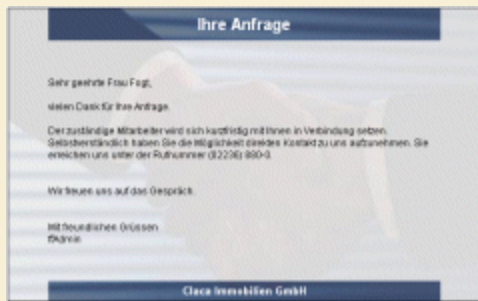 Ihre Anfrage
Sehr geehrte Frau Fogt,
vielen Dank für Ihre Anfrage.
Der zuständige Mitarbeiter wird sich kurzfristig mit Ihnen in Verbindung setzen.
Selbstverständlich haben Sie die Möglichkeit direkten Kontakt zu uns aufzunehmen. Sie
erreichen uns unter der Rufnummer (02236) 880-0.
Wir freuen uns auf das Gespräch.
Mit freundlichen Grüssen
Claca Immobilien GmbH